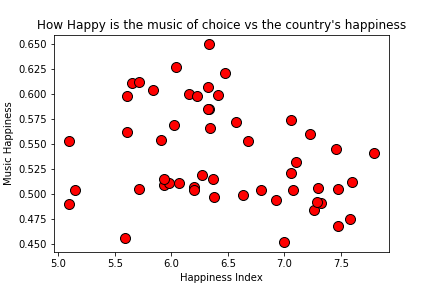 How Happy is the music of choice vs the country's happiness
Music Happiness
0.650
0.625
0.600
0.575
0.550
0.525
0.500
0.475
0.450
5.0 5.5 6.0 6.5 7.0 7.5
Happiness Index